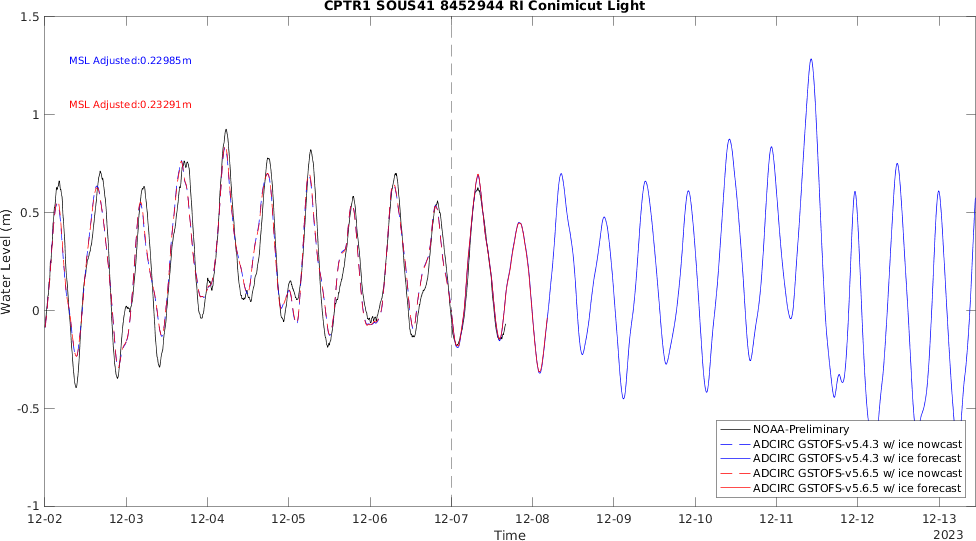 CPTR1 SOUS41 8452944 RI Conimicut Light
1.5
MSL Adjusted:0.22985m
MSL Adjusted:0.23291m
1
0.5
0
-0.5
-1
Water Level (m)
NOAA-Preliminary
ADCIRC GSTOFS-v5.4.3 w/ ice nowcast
ADCIRC GSTOFS-v5.4.3 w/ ice forecast
ADCIRC GSTOFS-v5.6.5 w/ ice nowcast
ADCIRC GSTOFS-v5.6.5 w/ ice forecast
12-02 12-03 12-04 12-05 12-06 12-07 12-08 12-09 12-10 12-11 12-12 12-13
Time
2023